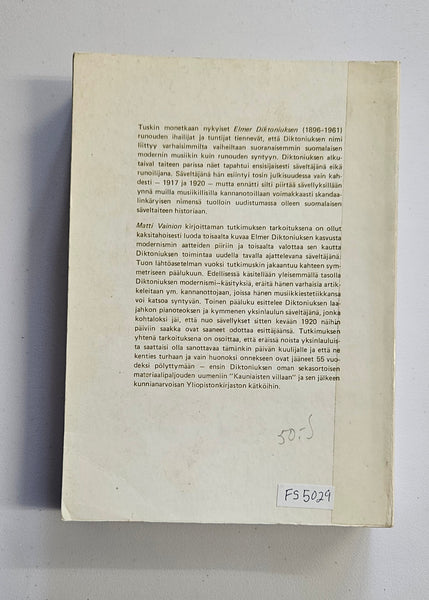 Tuskin monetkaan nykyiset Elmer Diktoniuksen (1896-1961)
runouden ihailijat ja tuntijat tiennevät, että Diktoniuksen nimi
liittyy varhaisimmilta vaiheiltaan suoranaisemmin suomalaisen
modernin musiikin kuin runouden syntyyn. Diktoniuksen alku-
taival taiteen parissa näet tapahtui ensisijaisesti säveltäjänä eikä
runoilijana. Säveltäjänä hän esiintyi tosin julkisuudessa vain kah-
desti – 1917 ja 1920 – mutta ennätti silti piirtää sävellyksillään
ynnä muilla musiikillisilla kannanotoillaan voimakkaasti skandaa-
linkäryisen nimensä tuolloin uudistumassa olleen suomalaisen
säveltaiteen historiaan.
Matti Vainion kirjoittaman tutkimuksen tarkoituksena on ollut
kaksitahoisesti luoda toisaalta kuvaa Elmer Diktoniuksen kasvusta
modernismin aatteiden piiriin ja toisaalta valottaa sen kautta
Diktoniuksen toimintaa uudella tavalla ajattelevana säveltäjänä:
Tuon lähtöasetelman vuoksi tutkimuskin jakaantuu kahteen sym-
metriseen päälukuun. Edellisessä käsitellään yleisemmällä tasolla
Diktoniuksen modernismi-käsityksiä, eräitä hänen varhaisia artik-
keleitaan ym. kannanottojaan, joissa hänen musiikkiestetiikkansa
voi katsoa syntyvän. Toinen pääluku esittelee Diktoniuksen laa-
jahkon pianoteoksen ja kymmenen yksinlaulun säveltäjänä, jonka
kohtaloksi jäi, että nuo sävellykset sitten kevään 1920 näihin
päiviin saakka ovat saaneet odottaa esittäjäänsä. Tutkimuksen
yhtenä tarkoituksena on osoittaa, että eräissä noista yksinlauluis-
ta saattaisi olla sanottavaa tämänkin päivän kuulijalle ja että ne
kenties turhaan ja vain huonoksi onnekseen ovat jääneet 55 vuo-
deksi pölyttymään – ensin Diktoniuksen oman sekasortoisen
materiaalipaljouden uumeniin "Kauniaisten villaan" ja sen jälkeen
kunnianarvoisan Yliopistonkirjaston kätköihin.
50.-
FS 5029